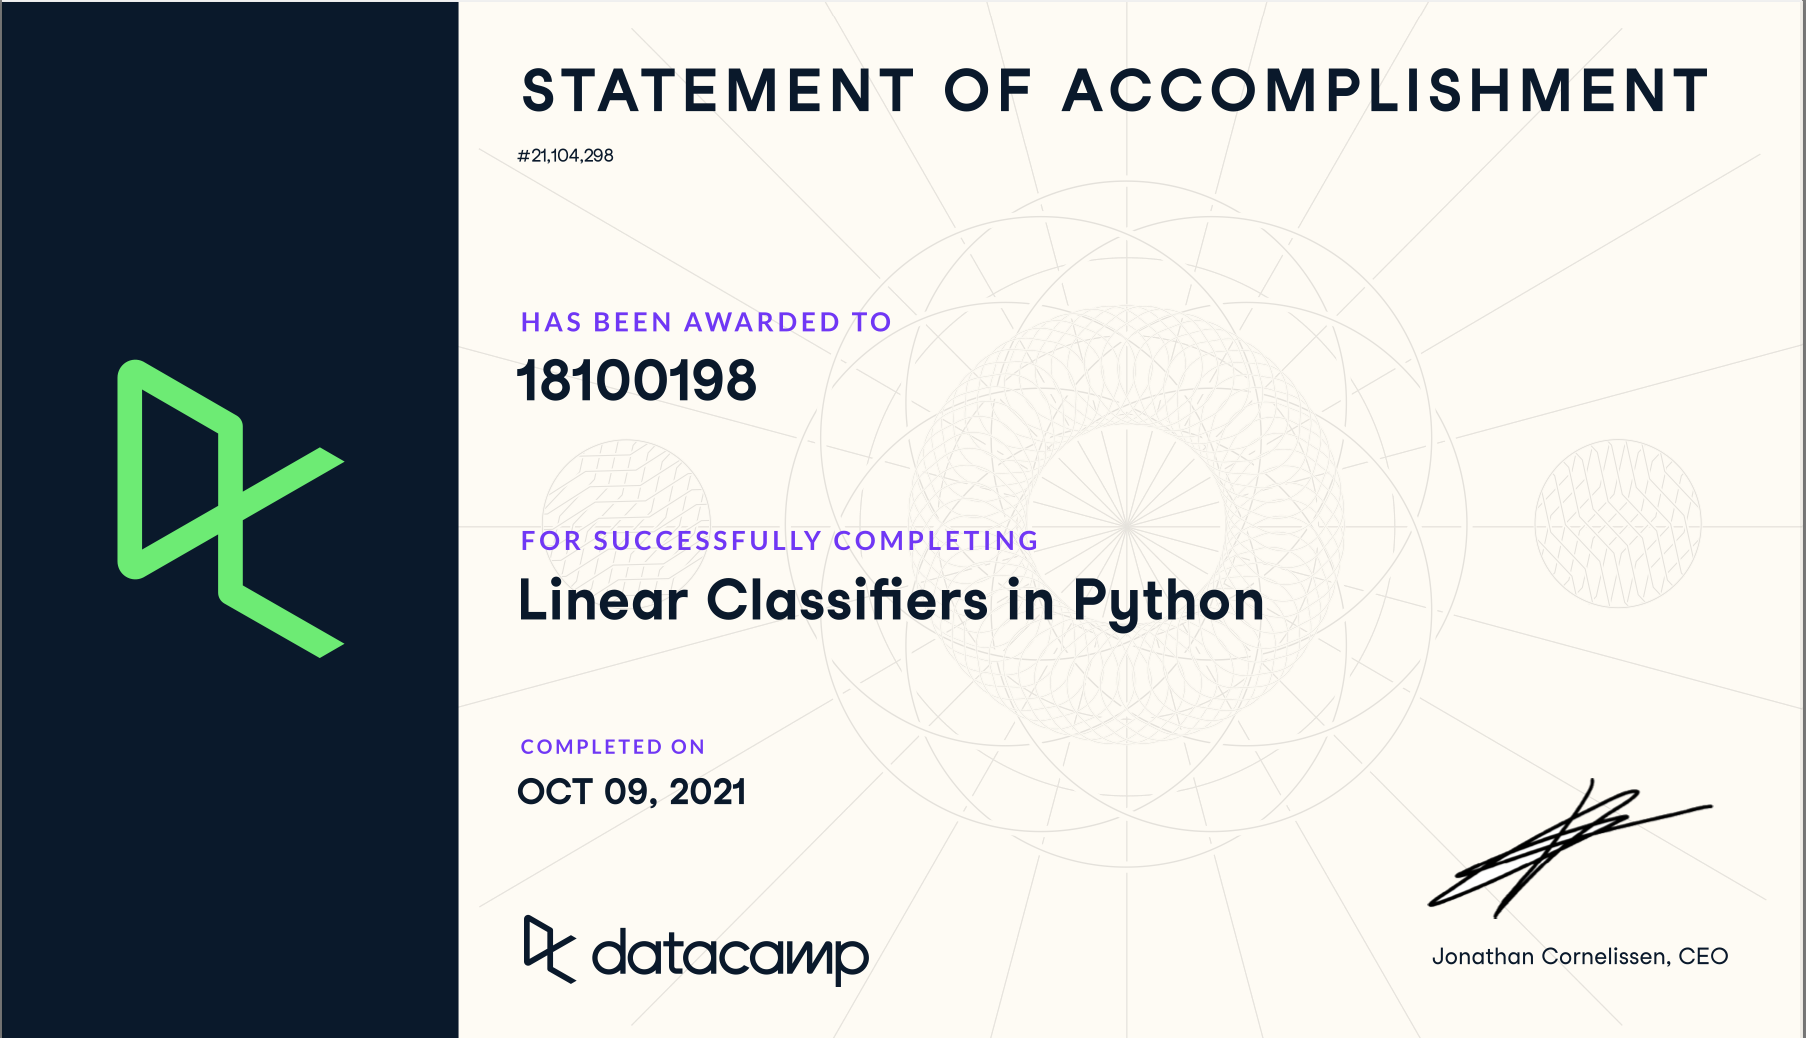 STATEMENT OF ACCOMPLISHMENT
#21,104,298
HAS BEEN AWARDED TO
18100198
FOR SUCCESSFULLY COMPLETING
Linear Classifiers in Python
COMPLETED ON
OCT 09, 2021
datacamp
Jonathan Cornelissen, CEO